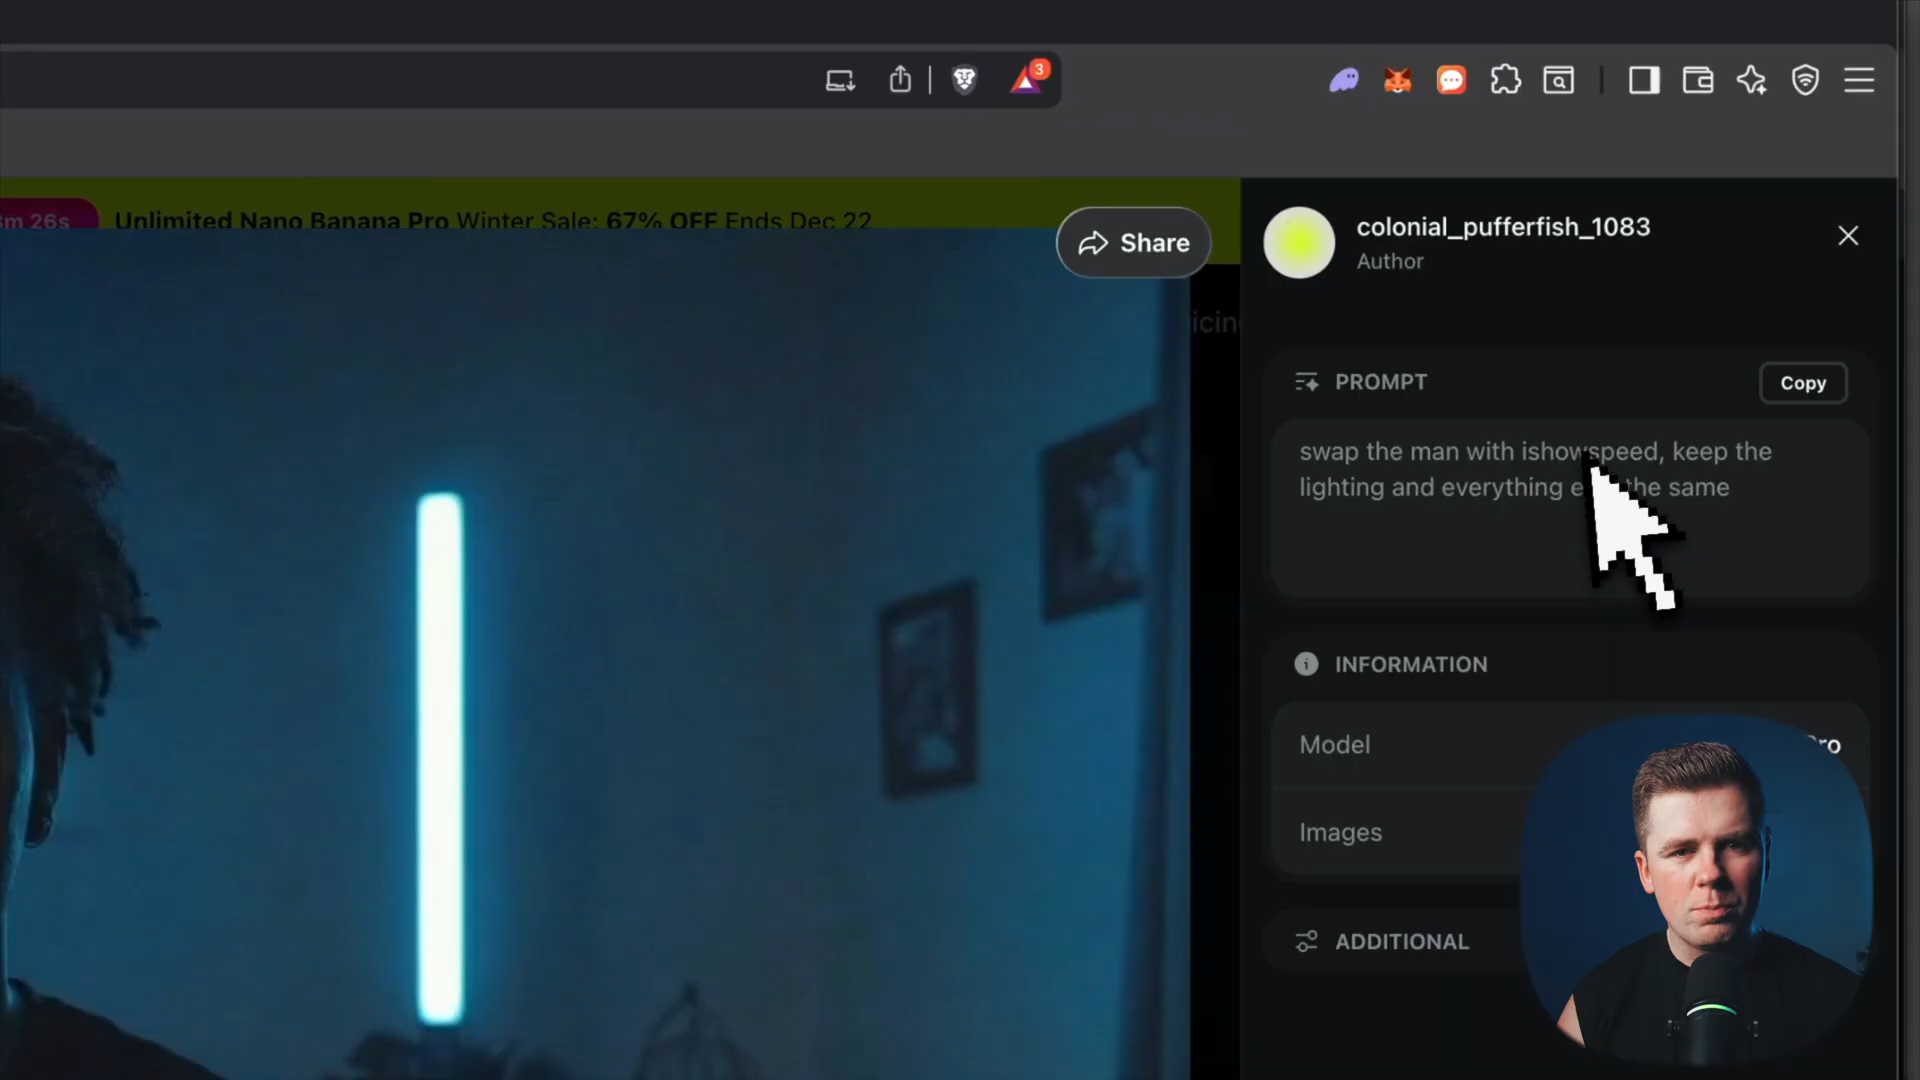 3
6m 26s
Unlimited Nano Banana Pro Winter Sale: 67% OFF Ends Dec 22
Share
colonial_pufferfish_1083
Author
PROMPT
Copy
swap the man with ishowspeed, keep the
lighting and everything the same
INFORMATION
Model
Images
ADDITIONAL